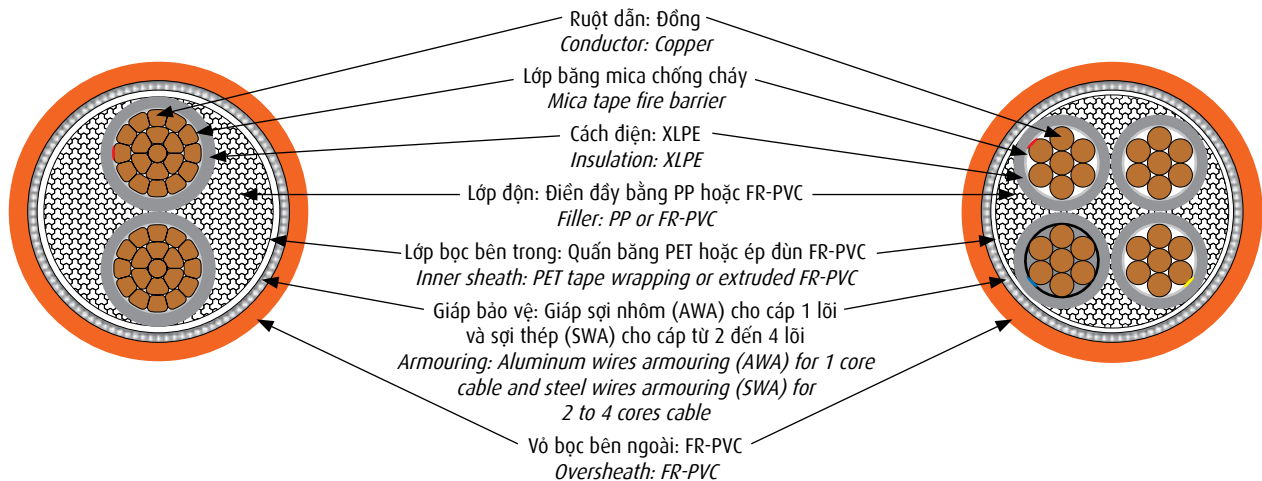 Ruột dẫn: Đồng
Conductor: Copper
Lớp băng mica chống cháy
Mica tape fire barrier
Cách điện: XLPE
Insulation: XLPE
Lớp độn: Điền đầy bằng PP hoặc FR-PVC
Filler: PP or FR-PVC
Lớp bọc bên trong: Quấn băng PET hoặc ép đùn FR-PVC
Inner sheath: PET tape wrapping or extruded FR-PVC
Giáp bảo vệ: Giáp sợi nhôm (AWA) cho cáp 1 lõi
và sợi thép (SWA) cho cáp từ 2 đến 4 lõi
Armouring: Aluminum wires armouring (AWA) for 1 core
cable and steel wires armouring (SWA) for
2 to 4 cores cable
Vỏ bọc bên ngoài: FR-PVC
Oversheath: FR-PVC